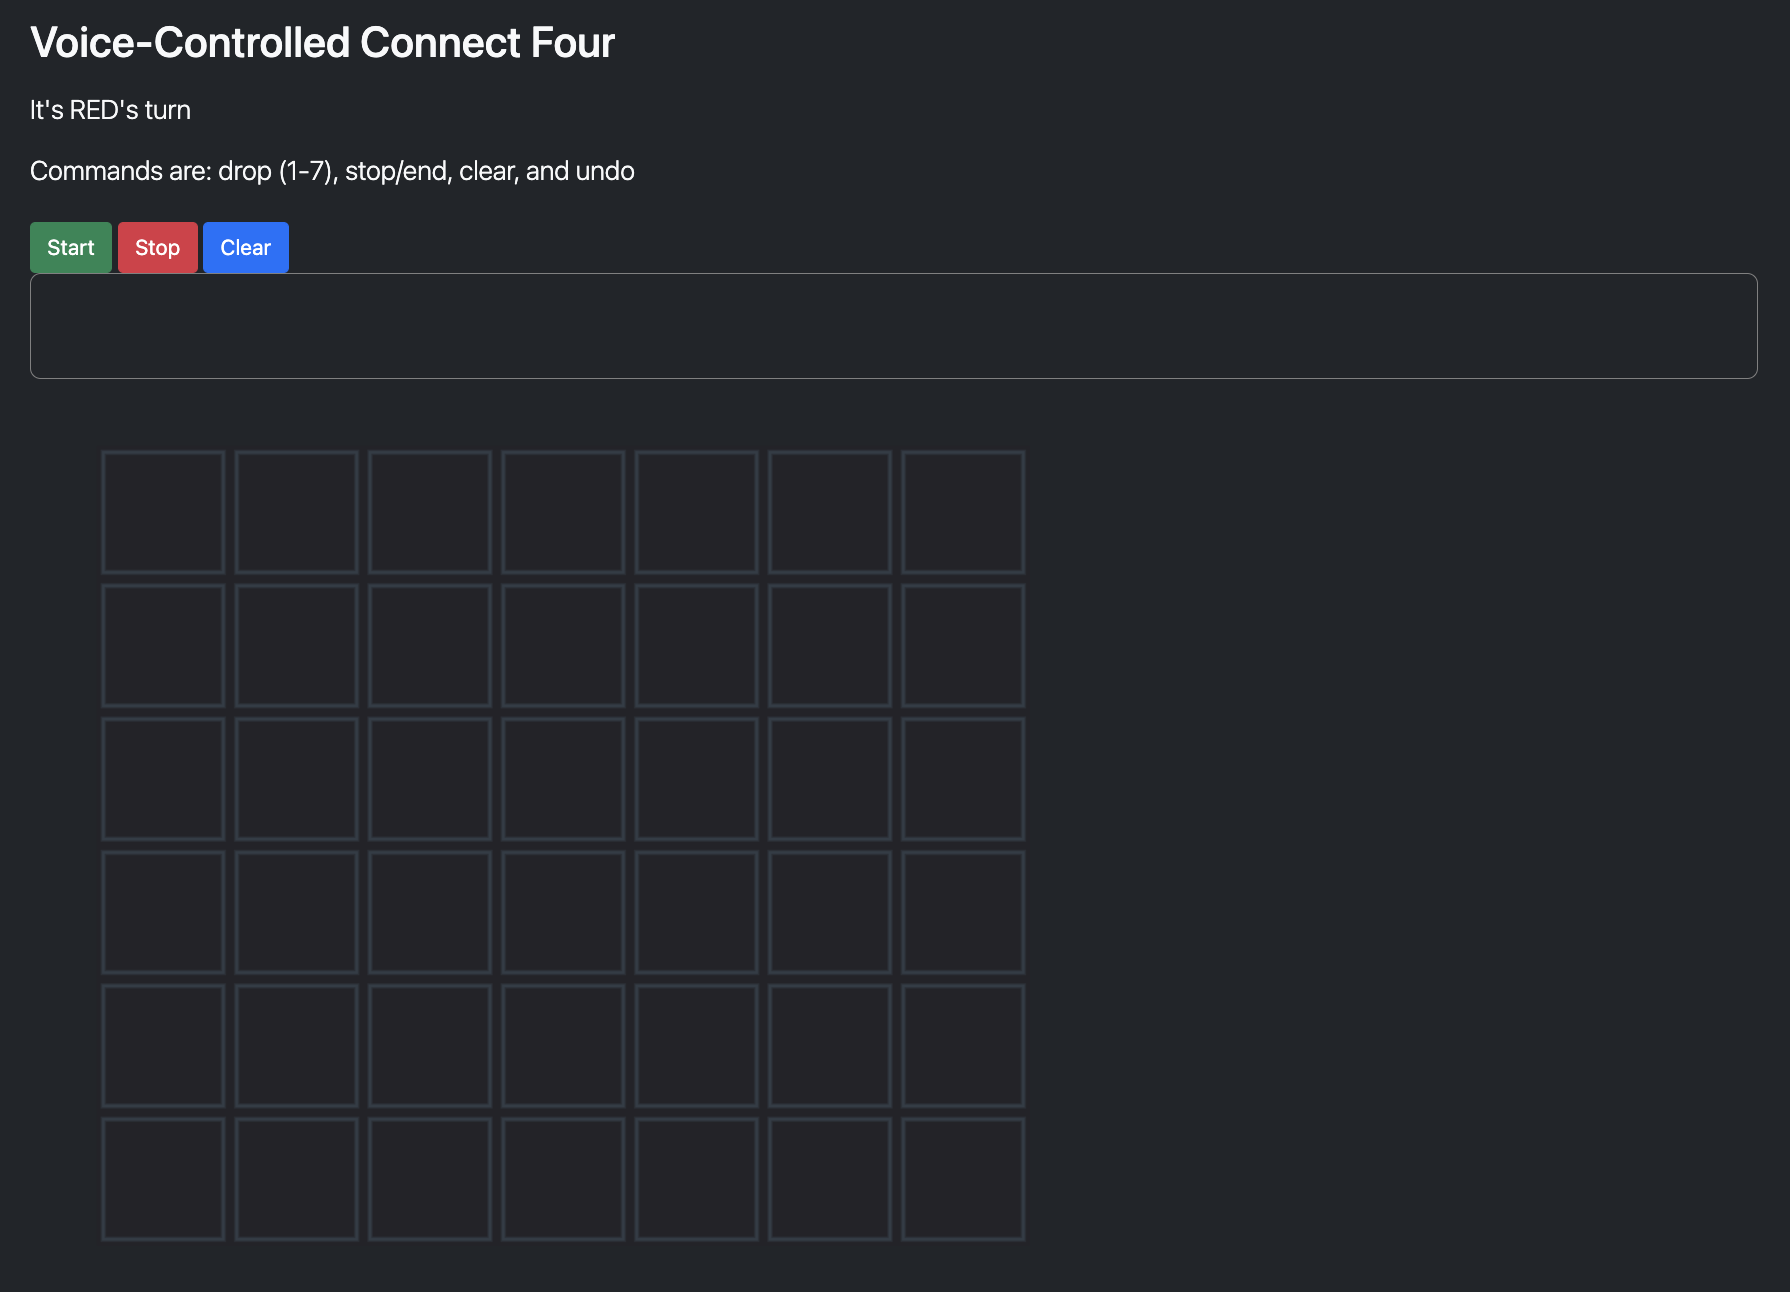 Voice-Controlled Connect Four
It's RED's turn
Commands are: drop (1-7), stop/end, clear, and undo
Start Stop Clear